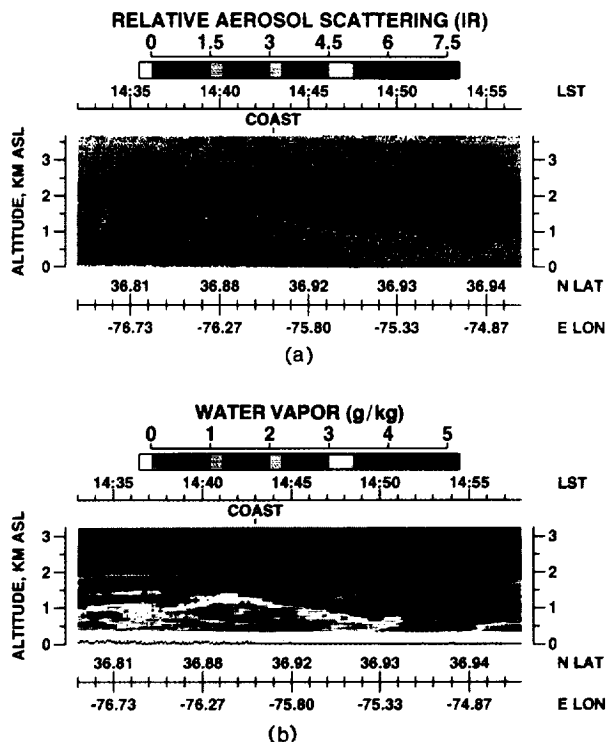 RELATIVE AEROSOL SCATTERING (IR)
0 1.5 3 4.5 6 7.5
14:35 14:40 14:45 14:50 14:55 LST
COAST
ALTITUDE, KM ASL
3 3
2 2
1 1
0 0
36.81 36.88 36.92 36.93 36.94 N LAT
-76.73 -76.27 -75.80 -75.33 -74.87 E LON
(a)
WATER VAPOR (g/kg)
0 1 2 3 4 5
14:35 14:40 14:45 14:50 14:55 LST
COAST
ALTITUDE, KM ASL
3 3
2 2
1 1
0 0
36.81 36.88 36.92 36.93 36.94 N LAT
-76.73 -76.27 -75.80 -75.33 -74.87 E LON
(b)